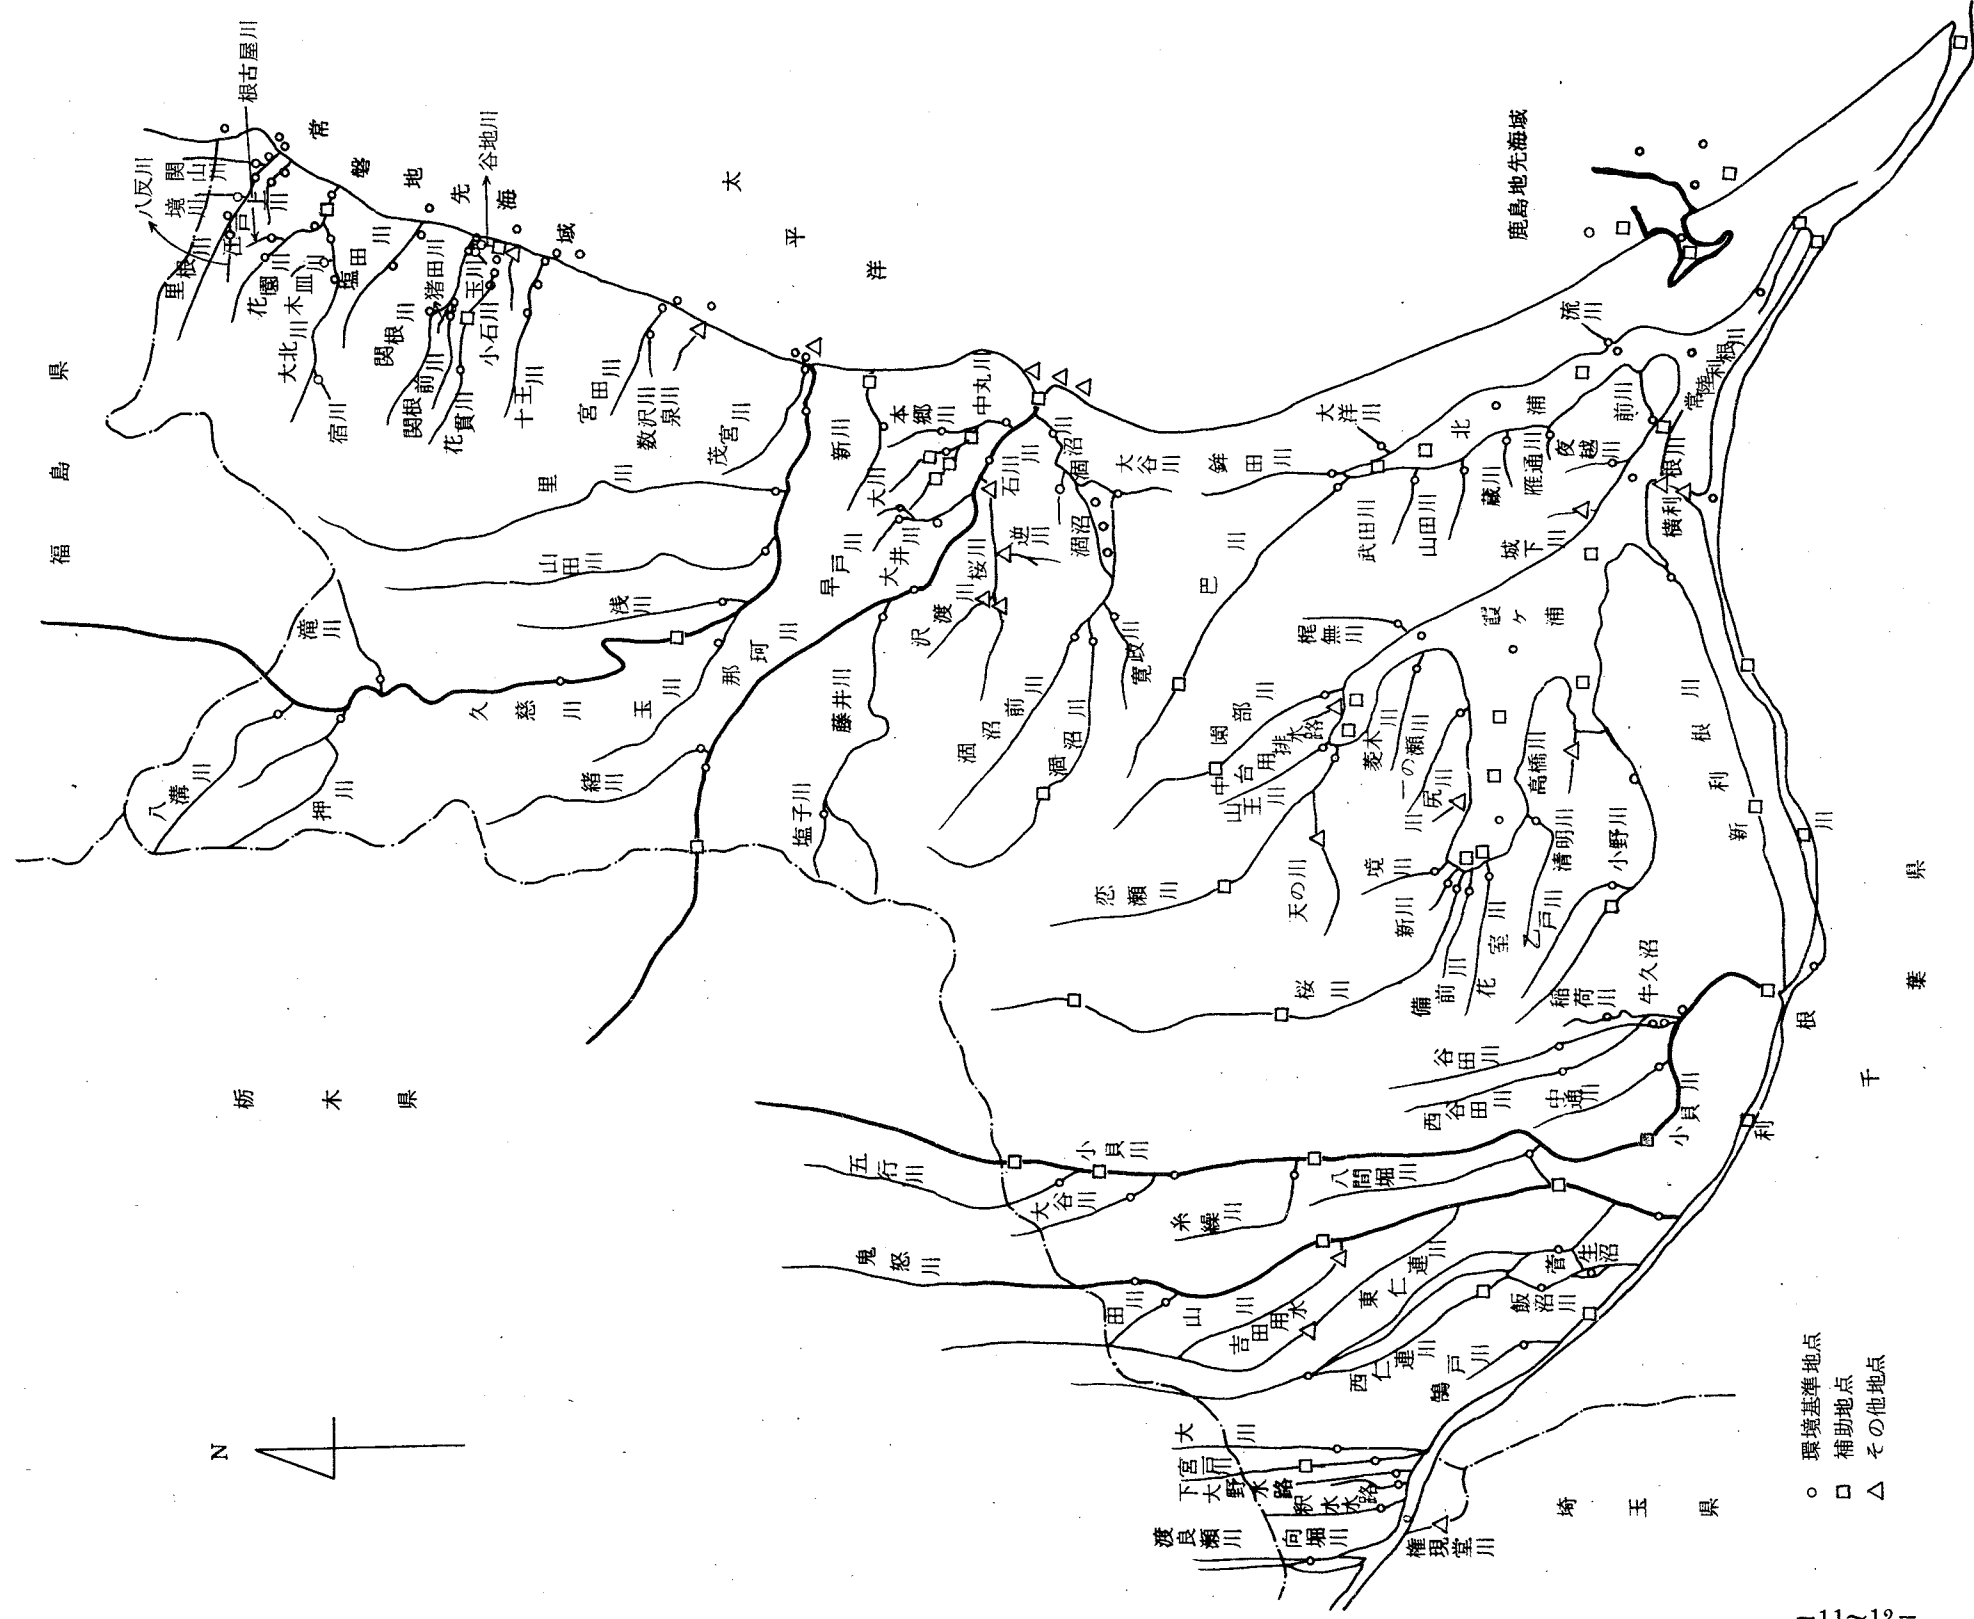 福島県
栃木県
埼玉県
千葉県
太平洋
常磐地先海域
鹿島地先海域
N
八反川
根古屋川
関山川
境川
里根川
江戸上川
花園川
木皿川
塩田川
大北川
宿川
谷地川
猪田川
玉川
関根川
関根前川
小石川
花貫川
十王川
宮田川
数沢川
泉川
茂宮川
里川
山田川
浅川
滝川
久慈川
玉川
八溝川
押川
緒川
那珂川
新川
本郷川
中丸川
大川
早戸川
大井川
石川川
桜川
逆川
沢渡川
藤井川
塩子川
涸沼川
涸沼
大谷川
涸沼前川
涸沼川
寛政川
大洋川
鉾田川
北浦
巴川
武田川
山田川
蔵川
雁通川
夜越川
前川
流川
常陸利根川
横利根川
城下川
霞ヶ浦
梶無川
園部川
中台用排水路
山王川
菱木川
一の瀬川
川尻川
境川
恋瀬川
天の川
新川
桜川
備前川
花室川
高橋川
清明川
小野川
乙戸川
新利根川
利根川
稲荷川
牛久沼
谷田川
西谷田川
中通川
小貝川
五行川
小貝川
大谷川
糸繰川
八間堀川
鬼怒川
田川
山川
吉田用水
東仁連川
西仁連川
飯沼川
菅生沼
鵠戸川
大川
宮戸川
下大野水路
釈水水路
渡良瀬川
向堀川
権現堂川
○ 環境基準地点
□ 補助地点
△ その他地点
−11〜12−